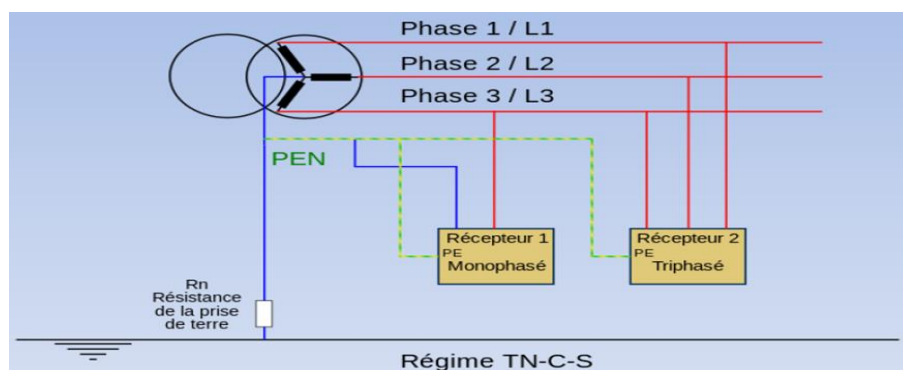 Phase 1 / L1
Phase 2 / L2
Phase 3 / L3
PEN
Récepteur 1
PE
Monophasé
Récepteur 2
PE
Triphasé
Rn
Résistance
de la prise
de terre
Régime TN-C-S